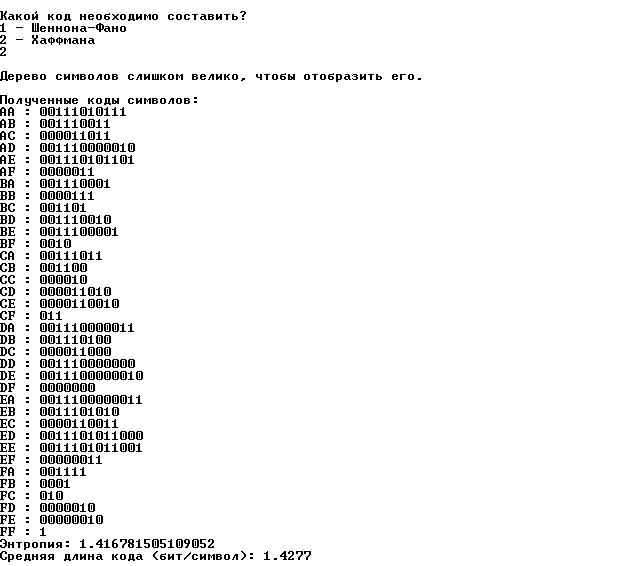 Какой код необходимо составить?
1 - Шеннона-Фано
2 - Хаффмана
2
Дерево символов слишком велико, чтобы отобразить его.
Полученные коды символов:
AA : 00111010111
AB : 001110011
AC : 000011011
AD : 001110000010
AE : 001110101101
AF : 0000011
BA : 001110001
BB : 0000111
BC : 001101
BD : 001110010
BE : 0011100001
BF : 0010
CA : 00111011
CB : 001100
CC : 000010
CD : 000011010
CE : 0000110010
CF : 011
DA : 001110000011
DB : 001110100
DC : 000011000
DD : 001110000000
DE : 0011100000010
DF : 0000000
EA : 0011100000011
EB : 0011101010
EC : 0000110011
ED : 0011101011000
EE : 0011101011001
EF : 00000011
FA : 001111
FB : 0001
FC : 010
FD : 0000010
FE : 00000010
FF : 1
Энтропия: 1.416781505109052
Средняя длина кода (бит/символ): 1.4277